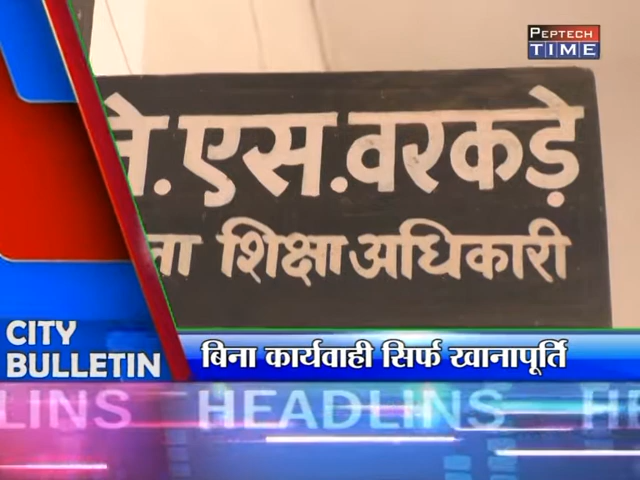 PEPTECH
TIME
एस.वरकड़े
शिक्षा अधिकारी
CITY
BULLETIN
बिना कार्यवाही सिर्फ खानापूर्ति
HEADLINS